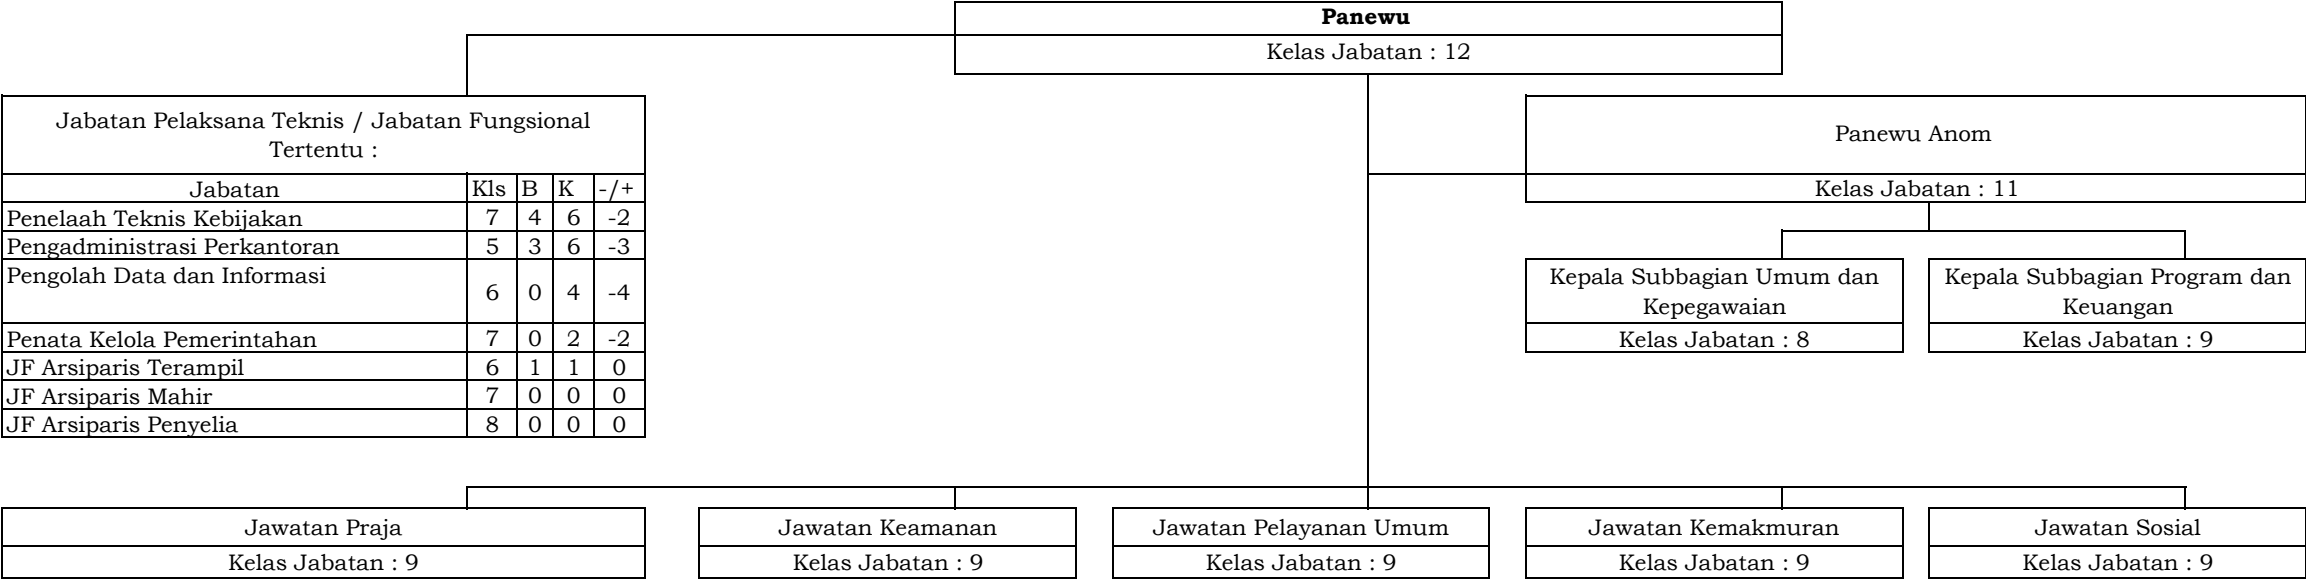 Panewu
Kelas Jabatan : 12
Jabatan Pelaksana Teknis / Jabatan Fungsional
Tertentu :
Jabatan Kls B K -/+
Penelaah Teknis Kebijakan 7 4 6 -2
Pengadministrasi Perkantoran 5 3 6 -3
Pengolah Data dan Informasi 6 0 4 -4
Penata Kelola Pemerintahan 7 0 2 -2
JF Arsiparis Terampil 6 1 1 0
JF Arsiparis Mahir 7 0 0 0
JF Arsiparis Penyelia 8 0 0 0
Panewu Anom
Kelas Jabatan : 11
Kepala Subbagian Umum dan
Kepegawaian
Kelas Jabatan : 8
Kepala Subbagian Program dan
Keuangan
Kelas Jabatan : 9
Jawatan Praja
Kelas Jabatan : 9
Jawatan Keamanan
Kelas Jabatan : 9
Jawatan Pelayanan Umum
Kelas Jabatan : 9
Jawatan Kemakmuran
Kelas Jabatan : 9
Jawatan Sosial
Kelas Jabatan : 9